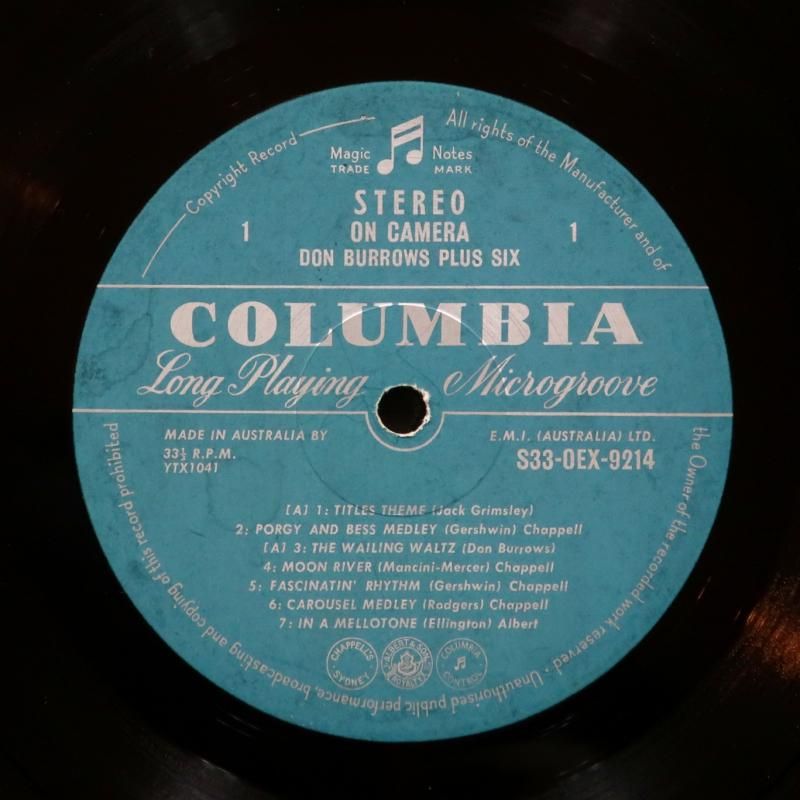 Copyright Record
All rights of the Manufacturer and of
the Owner of the recorded work reserved · Unauthorised public performance, broadcasting and copying of this record prohibited
Magic Notes
TRADE MARK
STEREO
1 ON CAMERA 1
DON BURROWS PLUS SIX
COLUMBIA
Long Playing Microgroove
MADE IN AUSTRALIA BY E.M.I. (AUSTRALIA) LTD.
33⅓ R.P.M. S33-OEX-9214
YTX1041
[A] 1: TITLES THEME (Jack Grimsley)
2: PORGY AND BESS MEDLEY (Gershwin) Chappell
[A] 3: THE WAILING WALTZ (Don Burrows)
4: MOON RIVER (Mancini-Mercer) Chappell
5: FASCINATIN' RHYTHM (Gershwin) Chappell
6: CAROUSEL MEDLEY (Rodgers) Chappell
7: IN A MELLOTONE (Ellington) Albert
CHAPPELL'S SYDNEY
ALBERT & SON
COLUMBIA CONTROL